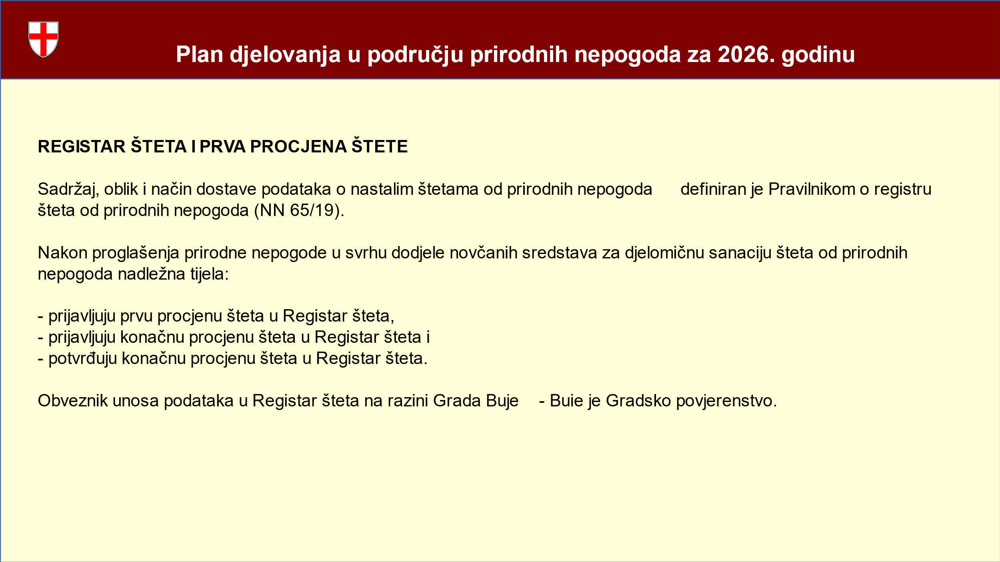 Plan djelovanja u području prirodnih nepogoda za 2026. godinu
REGISTAR ŠTETA I PRVA PROCJENA ŠTETE
Sadržaj, oblik i način dostave podataka o nastalim štetama od prirodnih nepogoda definiran je Pravilnikom o registru
šteta od prirodnih nepogoda (NN 65/19).
Nakon proglašenja prirodne nepogode u svrhu dodjele novčanih sredstava za djelomičnu sanaciju šteta od prirodnih
nepogoda nadležna tijela:
- prijavljuju prvu procjenu šteta u Registar šteta,
- prijavljuju konačnu procjenu šteta u Registar šteta i
- potvrđuju konačnu procjenu šteta u Registar šteta.
Obveznik unosa podataka u Registar šteta na razini Grada Buje - Buie je Gradsko povjerenstvo.